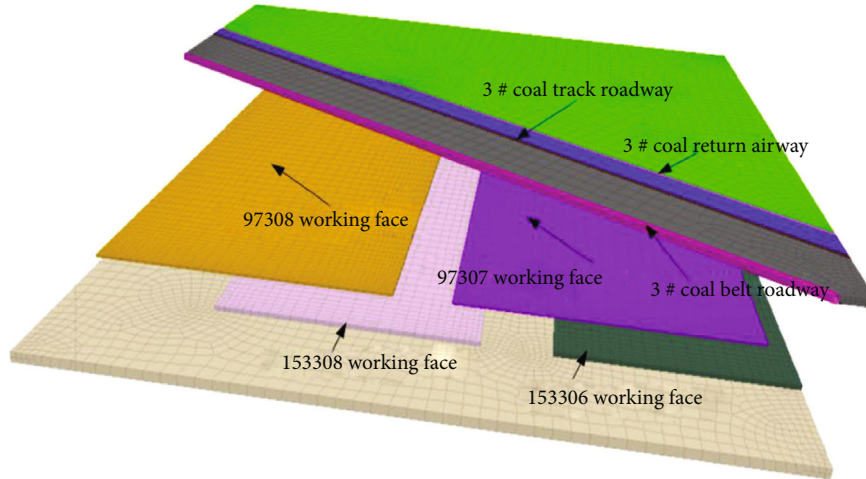 3 # coal track roadway
3 # coal return airway
97308 working face
97307 working face
3 # coal belt roadway
153308 working face
153306 working face